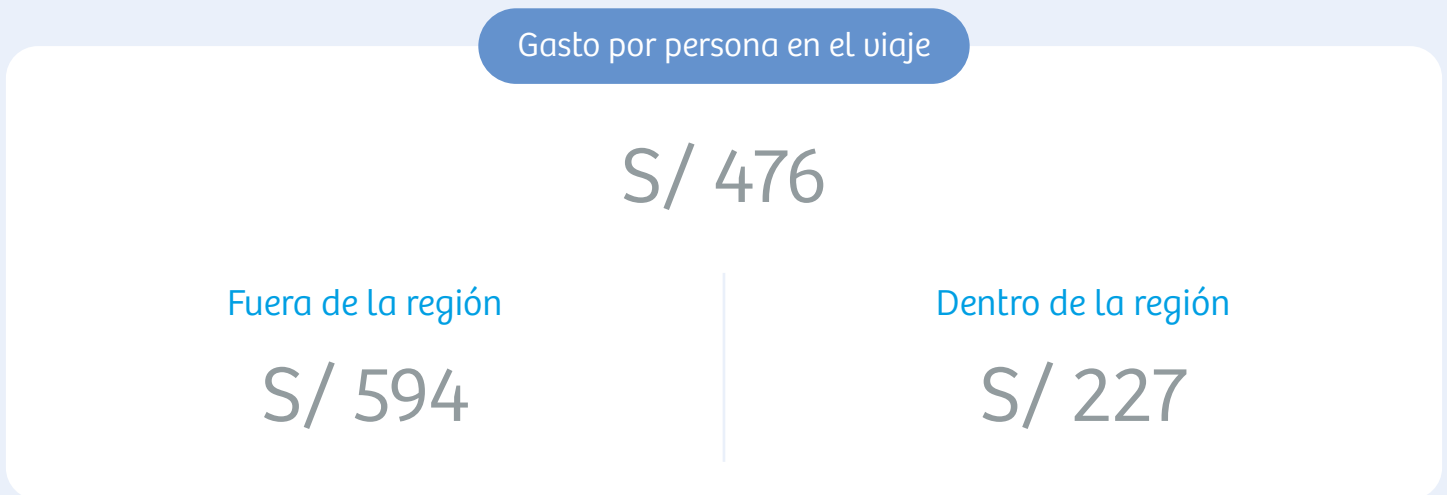 Gasto por persona en el viaje
S/ 476
Fuera de la región
S/ 594
Dentro de la región
S/ 227